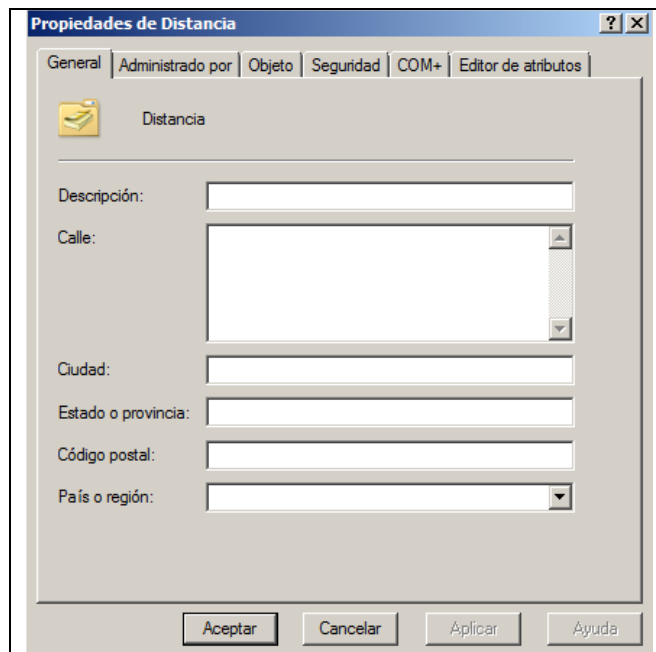 Propiedades de Distancia
General Administrado por Objeto Seguridad COM+ Editor de atributos
Distancia
Descripción:
Calle:
Ciudad:
Estado o provincia:
Código postal:
País o región:
Aceptar Cancelar Aplicar Ayuda